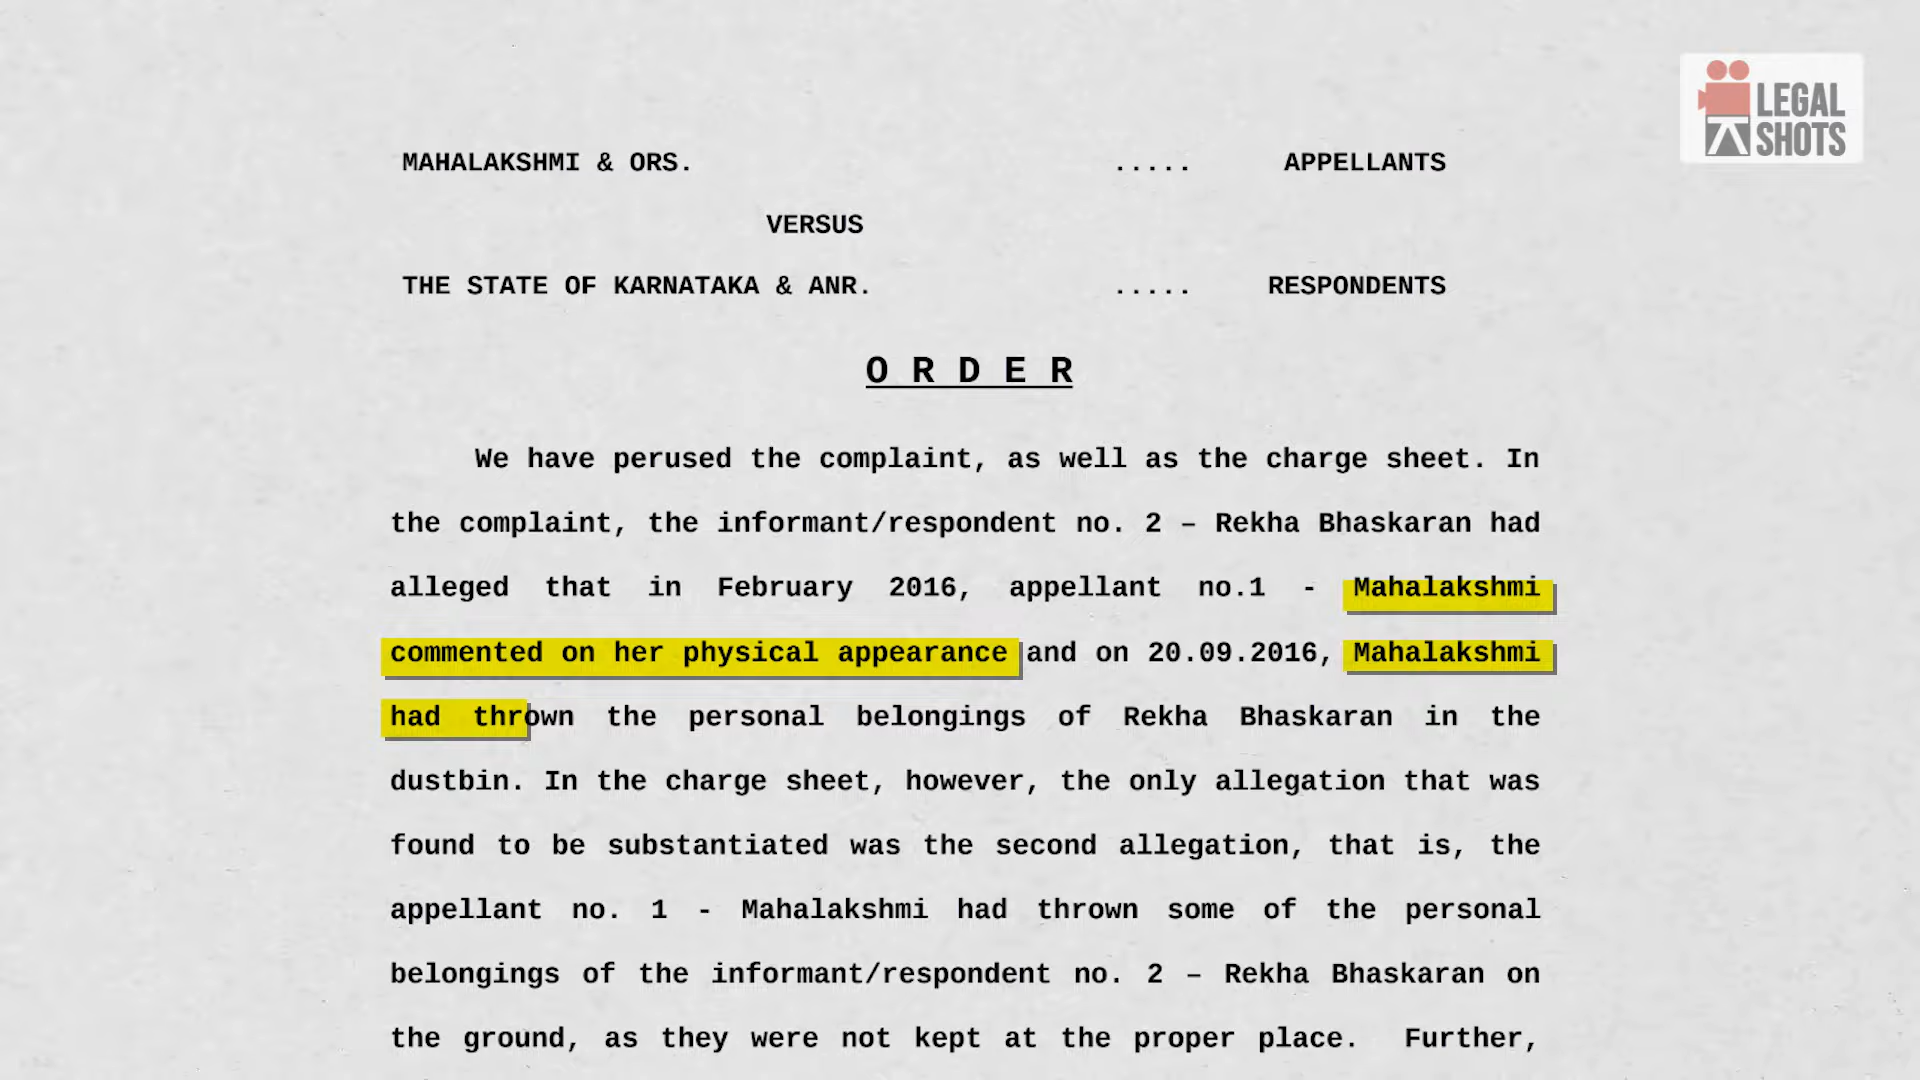 LEGAL
SHOTS
MAHALAKSHMI & ORS. ..... APPELLANTS
VERSUS
THE STATE OF KARNATAKA & ANR. ..... RESPONDENTS
O R D E R
We have perused the complaint, as well as the charge sheet. In
the complaint, the informant/respondent no. 2 – Rekha Bhaskaran had
alleged that in February 2016, appellant no.1 - Mahalakshmi
commented on her physical appearance and on 20.09.2016, Mahalakshmi
had thrown the personal belongings of Rekha Bhaskaran in the
dustbin. In the charge sheet, however, the only allegation that was
found to be substantiated was the second allegation, that is, the
appellant no. 1 - Mahalakshmi had thrown some of the personal
belongings of the informant/respondent no. 2 – Rekha Bhaskaran on
the ground, as they were not kept at the proper place. Further,